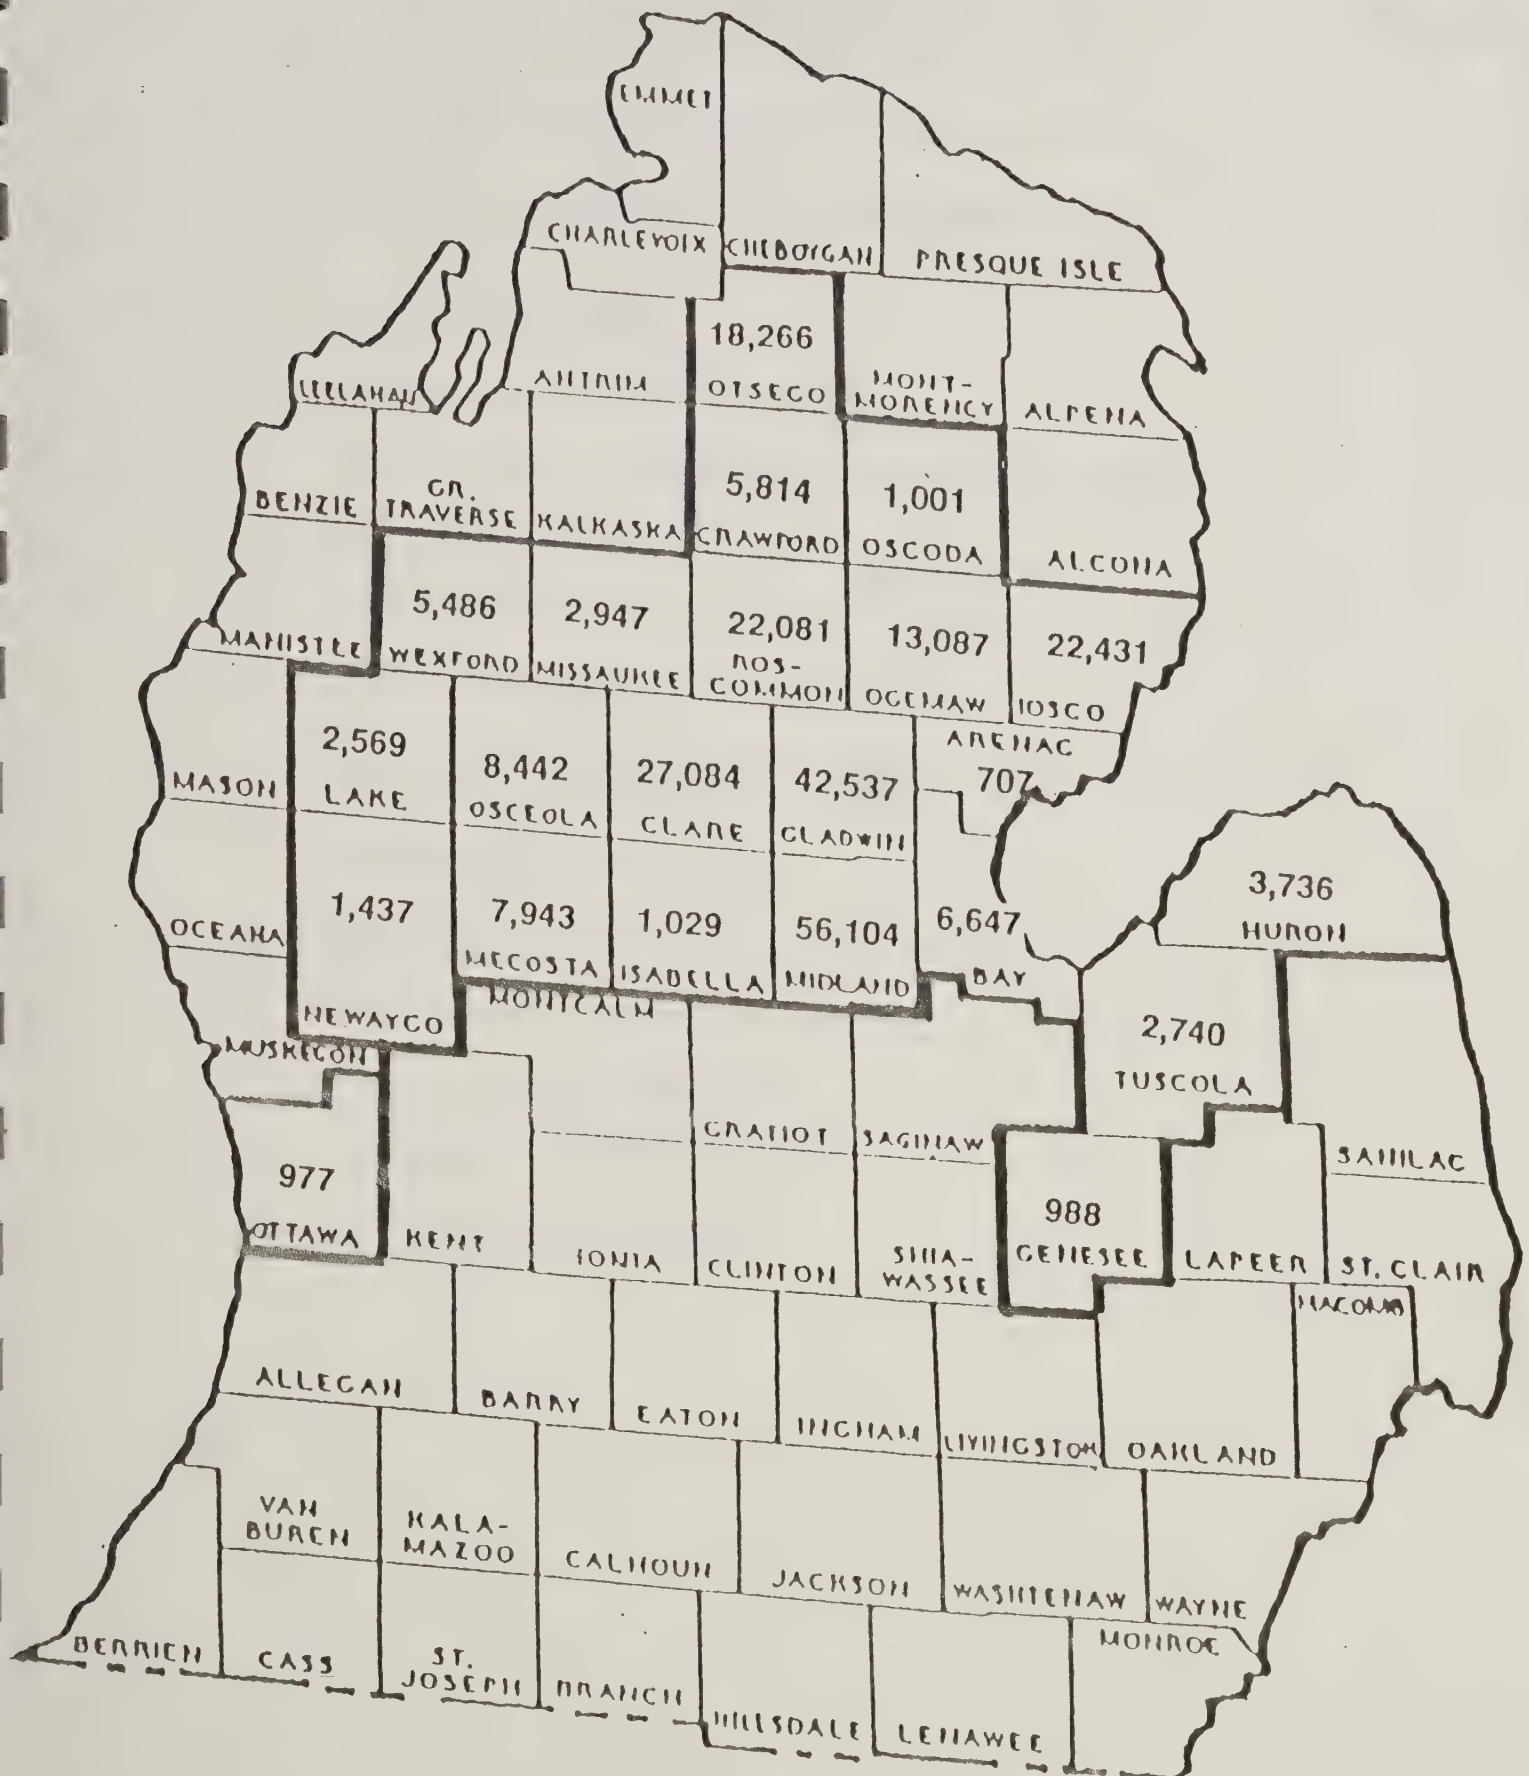 EMMET
CHARLEVOIX
CHEBOYGAN
PRESQUE ISLE
18,266
OTSEGO
ANTRIM
LEELANAU
MONT-
MORENCY
ALPENA
5,814
CRAWFORD
1,001
OSCODA
ALCONA
BENZIE
GR.
TRAVERSE
KALKASKA
5,486
WEXFORD
2,947
MISSAUKEE
22,081
ROS-
COMMON
13,087
OGEMAW
22,431
IOSCO
MANISTEE
ARENAC
707
2,569
LAKE
8,442
OSCEOLA
27,084
CLARE
42,537
GLADWIN
MASON
3,736
HURON
1,437
NEWAYGO
7,943
MECOSTA
1,029
ISABELLA
56,104
MIDLAND
6,647
BAY
OCEANA
MONTCALM
MUSKEGON
2,740
TUSCOLA
GRATIOT
SAGINAW
SANILAC
977
OTTAWA
KENT
IONIA
CLINTON
SHIA-
WASSEE
988
GENESEE
LAPEER
ST. CLAIR
MACOMB
ALLEGAN
BARRY
EATON
INGHAM
LIVINGSTON
OAKLAND
VAN
BUREN
KALA-
MAZOO
CALHOUN
JACKSON
WASHTENAW
WAYNE
MONROE
BERRIEN
CASS
ST.
JOSEPH
BRANCH
HILLSDALE
LENAWEE